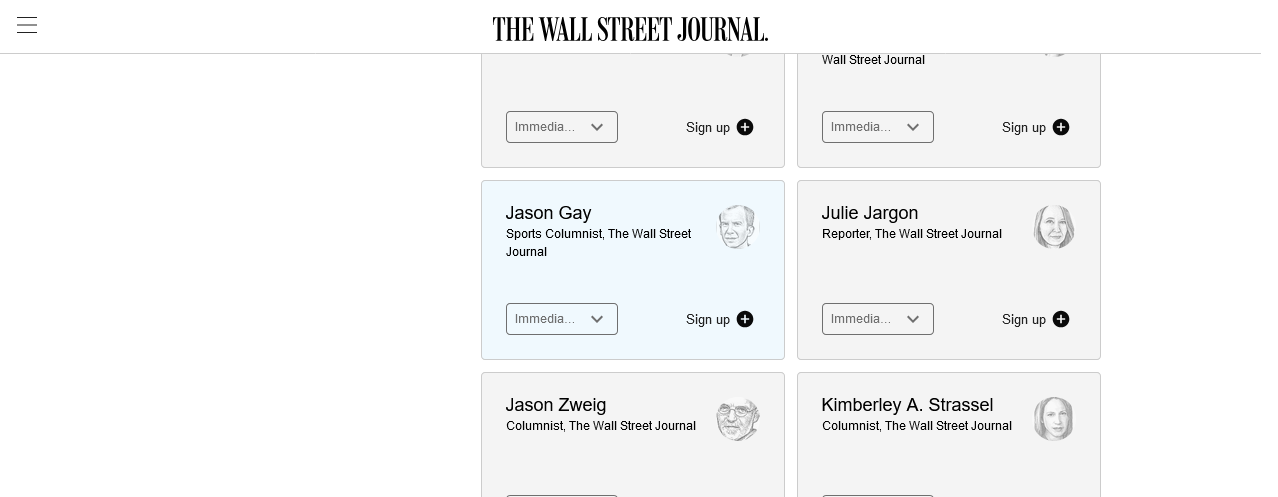 THE WALL STREET JOURNAL.
Wall Street Journal
Immedia...
Sign up
Immedia...
Sign up
Jason Gay
Sports Columnist, The Wall Street
Journal
Immedia...
Sign up
Julie Jargon
Reporter, The Wall Street Journal
Immedia...
Sign up
Jason Zweig
Columnist, The Wall Street Journal
Kimberley A. Strassel
Columnist, The Wall Street Journal